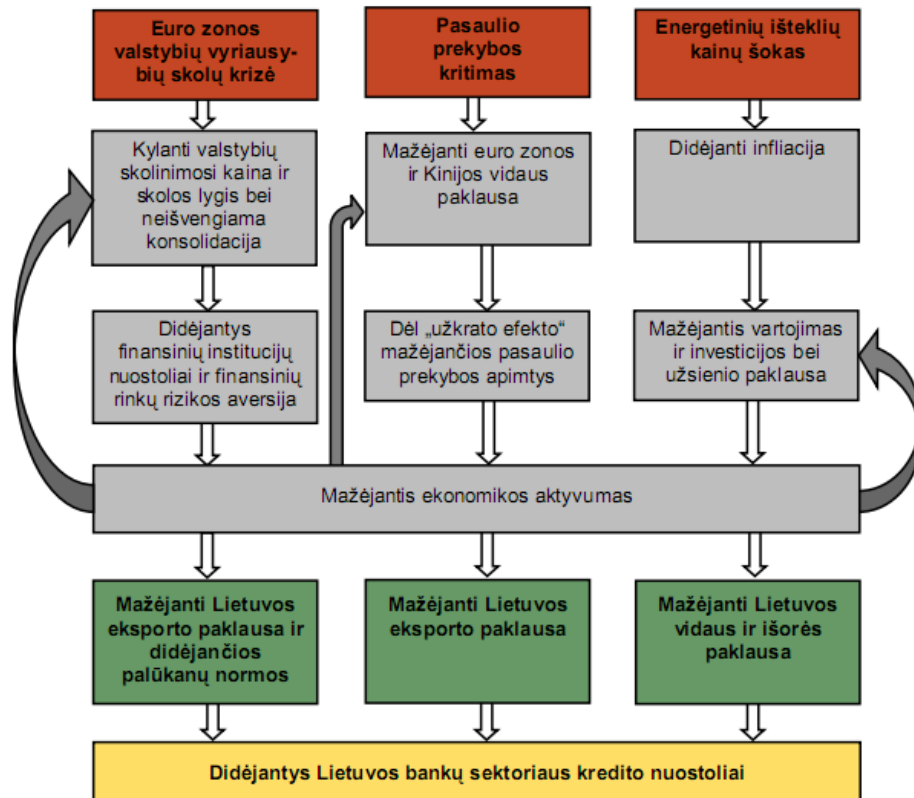 Euro zonos
valstybių vyriausy-
bių skolų krizė
Pasaulio
prekybos
kritimas
Energetinių išteklių
kainų šokas
Kylanti valstybių
skolinimosi kaina ir
skolos lygis bei
neišvengiama
konsolidacija
Mažėjanti euro zonos
ir Kinijos vidaus
paklausa
Didėjanti infliacija
Didėjantys
finansinių institucijų
nuostoliai ir finansinių
rinkų rizikos aversija
Dėl „užkrato efekto“
mažėjančios pasaulio
prekybos apimtys
Mažėjantis vartojimas
ir investicijos bei
užsienio paklausa
Mažėjantis ekonomikos aktyvumas
Mažėjanti Lietuvos
eksporto paklausa ir
didėjančios
palūkanų normos
Mažėjanti Lietuvos
eksporto paklausa
Mažėjanti Lietuvos
vidaus ir išorės
paklausa
Didėjantys Lietuvos bankų sektoriaus kredito nuostoliai